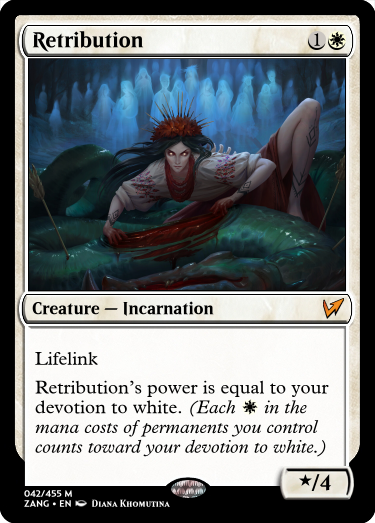 Retribution 1
Creature — Incarnation
Lifelink
Retribution's power is equal to your
devotion to white. (Each in the
mana costs of permanents you control
counts toward your devotion to white.)
★/4
042/455 M
ZANG • EN DIANA KHOMUTINA